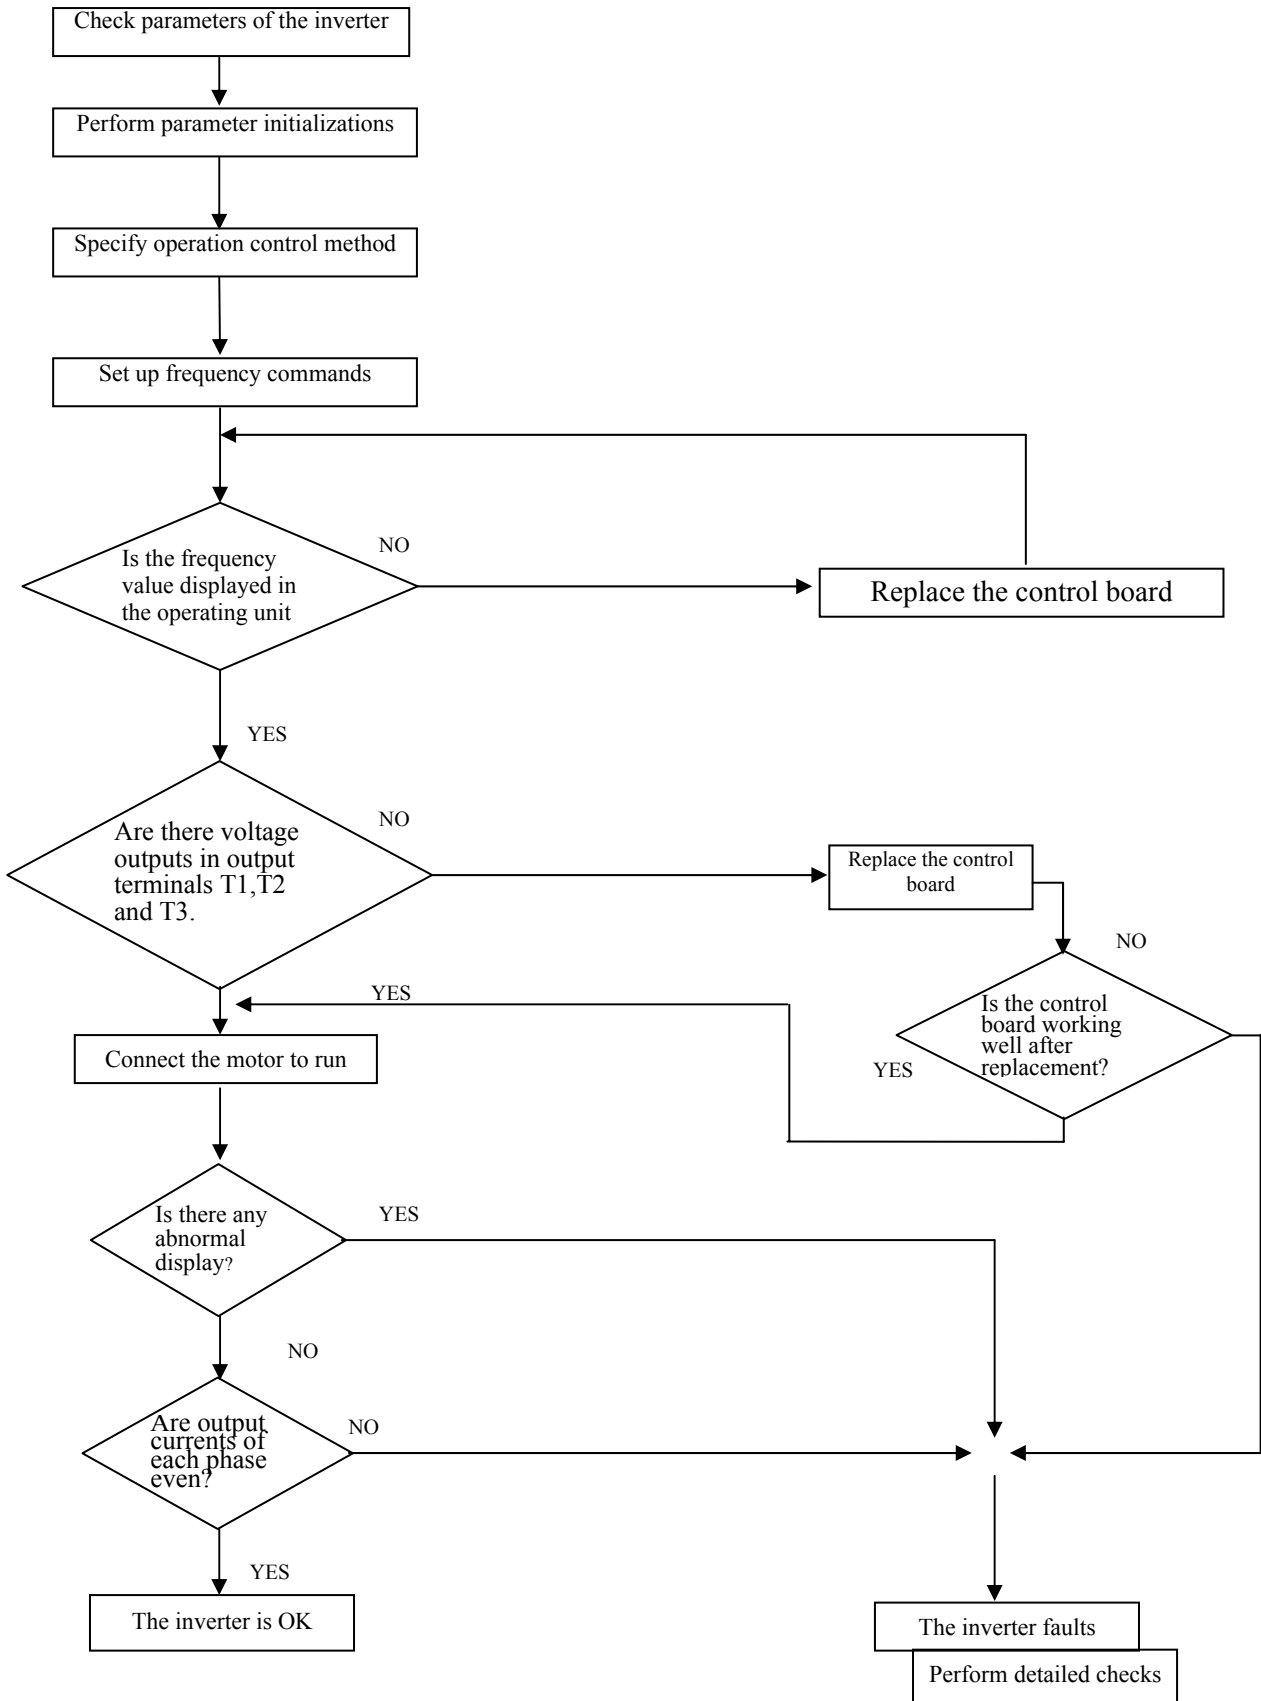 Check parameters of the inverter
Perform parameter initializations
Specify operation control method
Set up frequency commands
Is the frequency
value displayed in
the operating unit
NO
Replace the control board
YES
Are there voltage
outputs in output
terminals T1,T2
and T3.
NO
Replace the control
board
NO
Is the control
board working
well after
replacement?
YES
YES
Connect the motor to run
Is there any
abnormal
display?
YES
NO
Are output
currents of
each phase
even?
NO
YES
The inverter is OK
The inverter faults
Perform detailed checks